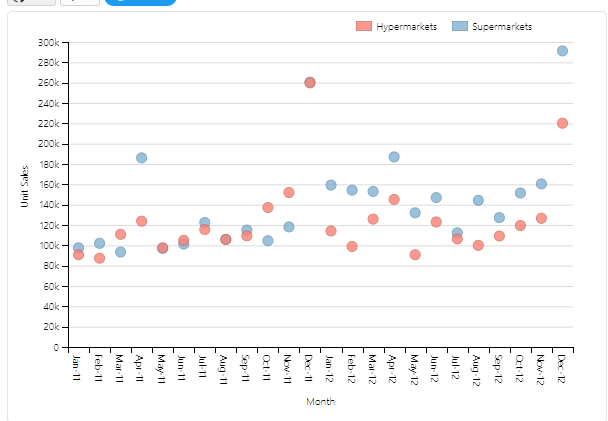 Hypermarkets Supermarkets
300k
280k
260k
240k
220k
200k
180k
160k
140k
120k
100k
80k
60k
40k
20k
0
Unit Sales
Jan-11 Feb-11 Mar-11 Apr-11 May-11 Jun-11 Jul-11 Aug-11 Sep-11 Oct-11 Nov-11 Dec-11 Jan-12 Feb-12 Mar-12 Apr-12 May-12 Jun-12 Jul-12 Aug-12 Sep-12 Oct-12 Nov-12 Dec-12
Month